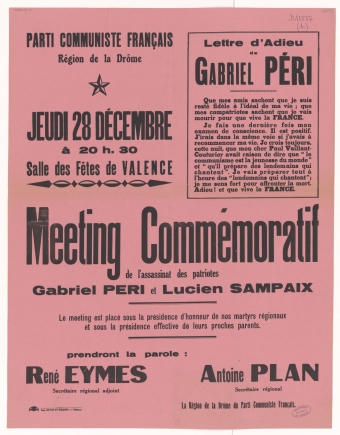 PARTI COMMUNISTE FRANÇAIS
Région de la Drôme
JEUDI 28 DÉCEMBRE
à 20 h. 30
Salle des Fêtes de VALENCE
Lettre d'Adieu
de
GABRIEL PÉRI
Que mes amis sachent que je suis
resté fidèle à l'idéal de ma vie ; que
mes compatriotes sachent que je vais
mourir pour que vive la FRANCE.
Je fais une dernière fois mon
examen de conscience. Il est positif.
J'irais dans la même voie si j'avais à
recommencer ma vie. Je crois toujours,
cette nuit, que mon cher Paul Vaillant-
Couturier avait raison de dire que " le
communisme est la jeunesse du monde "
et " qu'il prépare des lendemains qui
chantent ". Je vais préparer tout à
l'heure des " lendemains qui chantent " ;
je me sens fort pour affronter la mort.
Adieu ! et que vive la FRANCE.
Meeting Commémoratif
de l'assassinat des patriotes
Gabriel PERI et Lucien SAMPAIX
Le meeting est placé sous la présidence d'honneur de nos martyrs régionaux
et sous la présidence effective de leurs proches parents.
prendront la parole :
René EYMES
Secrétaire régional adjoint
Antoine PLAN
Secrétaire régional
La Région de la Drôme du Parti Communiste Français.